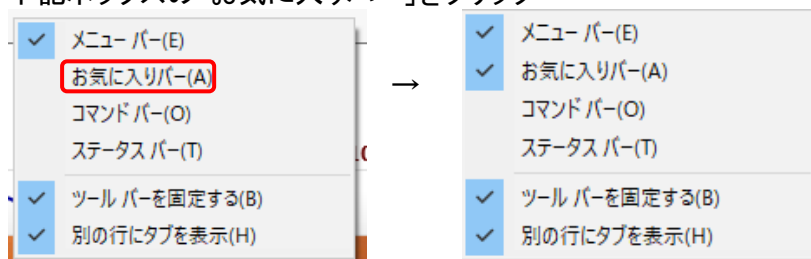 メニュー バー(E)
お気に入りバー(A)
コマンド バー(O)
ステータス バー(T)
ツール バーを固定する(B)
別の行にタブを表示(H)
→
メニュー バー(E)
お気に入りバー(A)
コマンド バー(O)
ステータス バー(T)
ツール バーを固定する(B)
別の行にタブを表示(H)